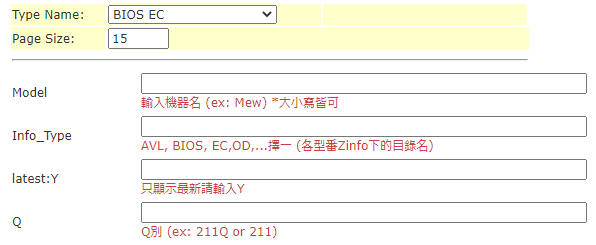 Type Name: BIOS EC
Page Size: 15
Model
輸入機器名 (ex: Mew) *大小寫皆可
Info_Type
AVL, BIOS, EC,OD,...擇一 (各型番Zinfo下的目錄名)
latest:Y
只顯示最新請輸入Y
Q
Q別 (ex: 211Q or 211)